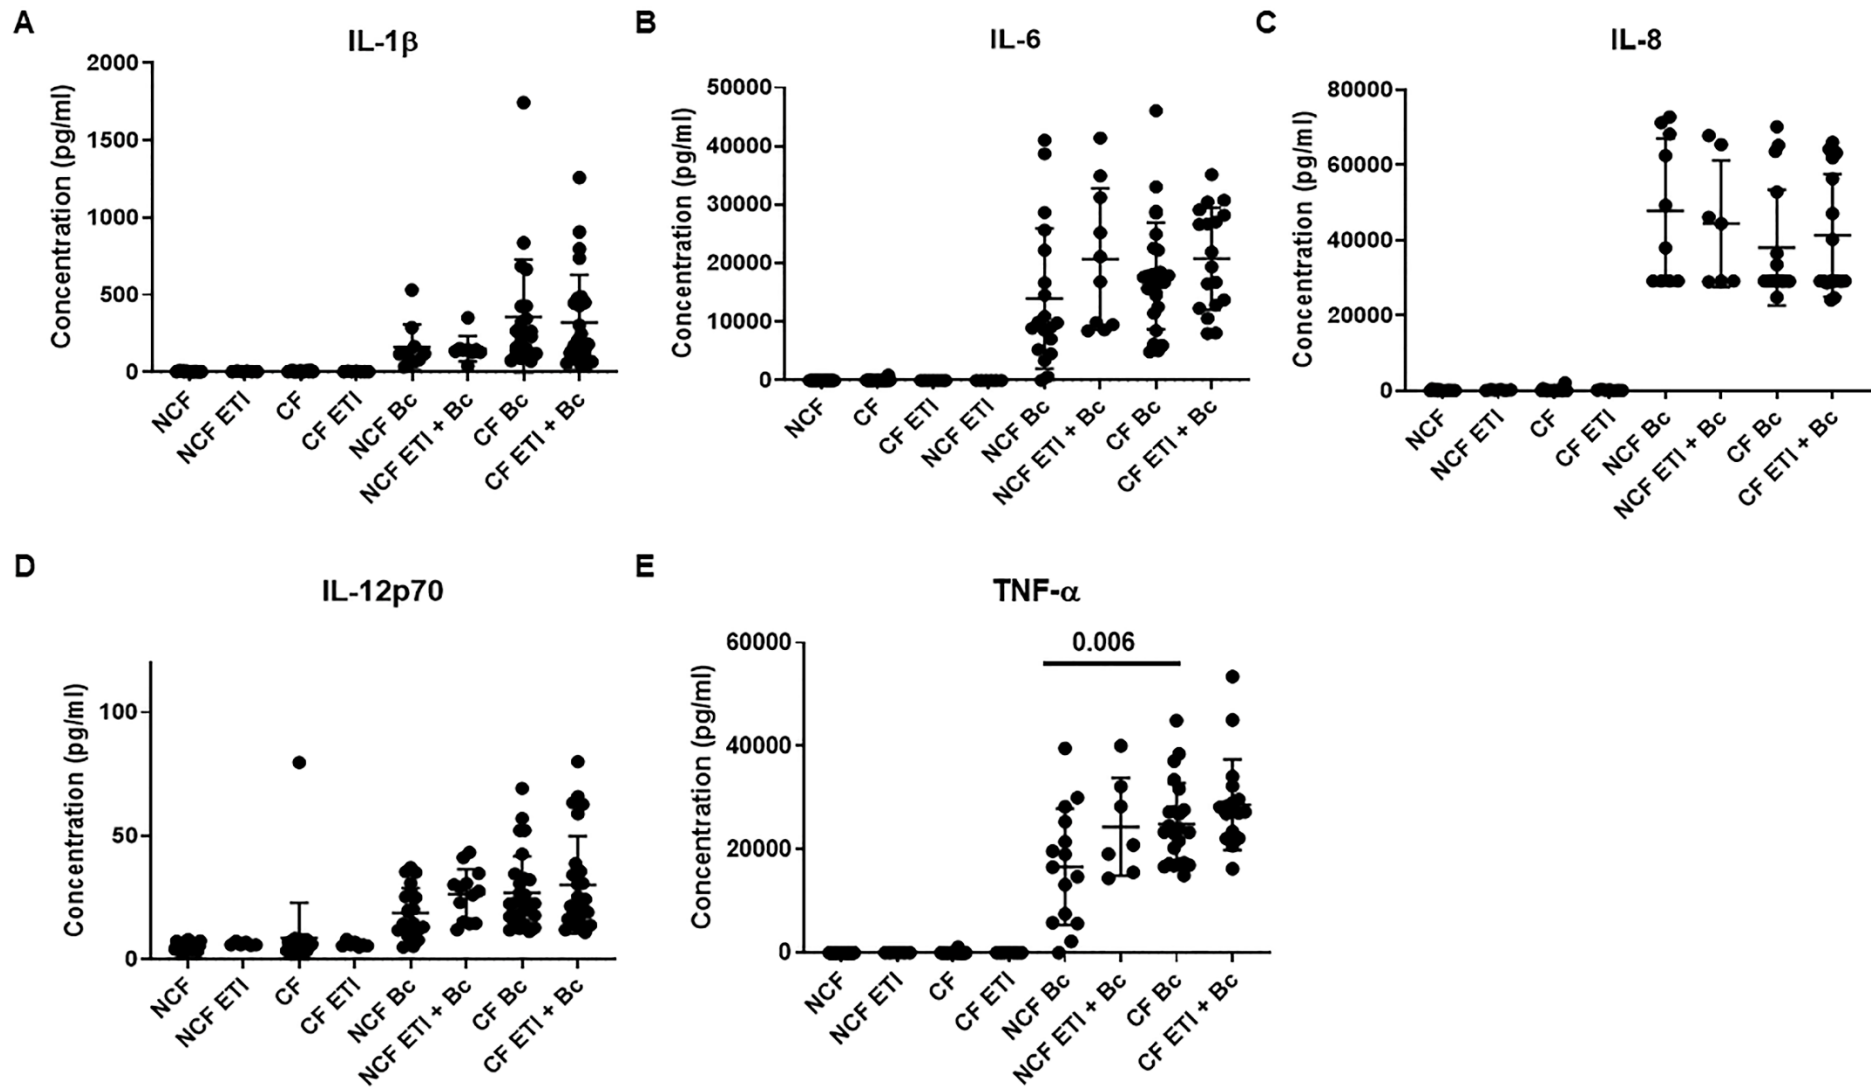 A
IL-1β
Concentration (pg/ml)
2000
1500
1000
500
0
NCF
NCF ETI
CF
CF ETI
NCF Bc
NCF ETI + Bc
CF Bc
CF ETI + Bc
B
IL-6
Concentration (pg/ml)
50000
40000
30000
20000
10000
0
NCF
CF
CF ETI
NCF ETI
NCF Bc
NCF ETI + Bc
CF Bc
CF ETI + Bc
C
IL-8
Concentration (pg/ml)
80000
60000
40000
20000
0
NCF
NCF ETI
CF
CF ETI
NCF Bc
NCF ETI + Bc
CF Bc
CF ETI + Bc
D
IL-12p70
Concentration (pg/ml)
100
50
0
NCF
NCF ETI
CF
CF ETI
NCF Bc
NCF ETI + Bc
CF Bc
CF ETI + Bc
E
TNF-α
Concentration (pg/ml)
60000
40000
20000
0
0.006
NCF
NCF ETI
CF
CF ETI
NCF Bc
NCF ETI + Bc
CF Bc
CF ETI + Bc